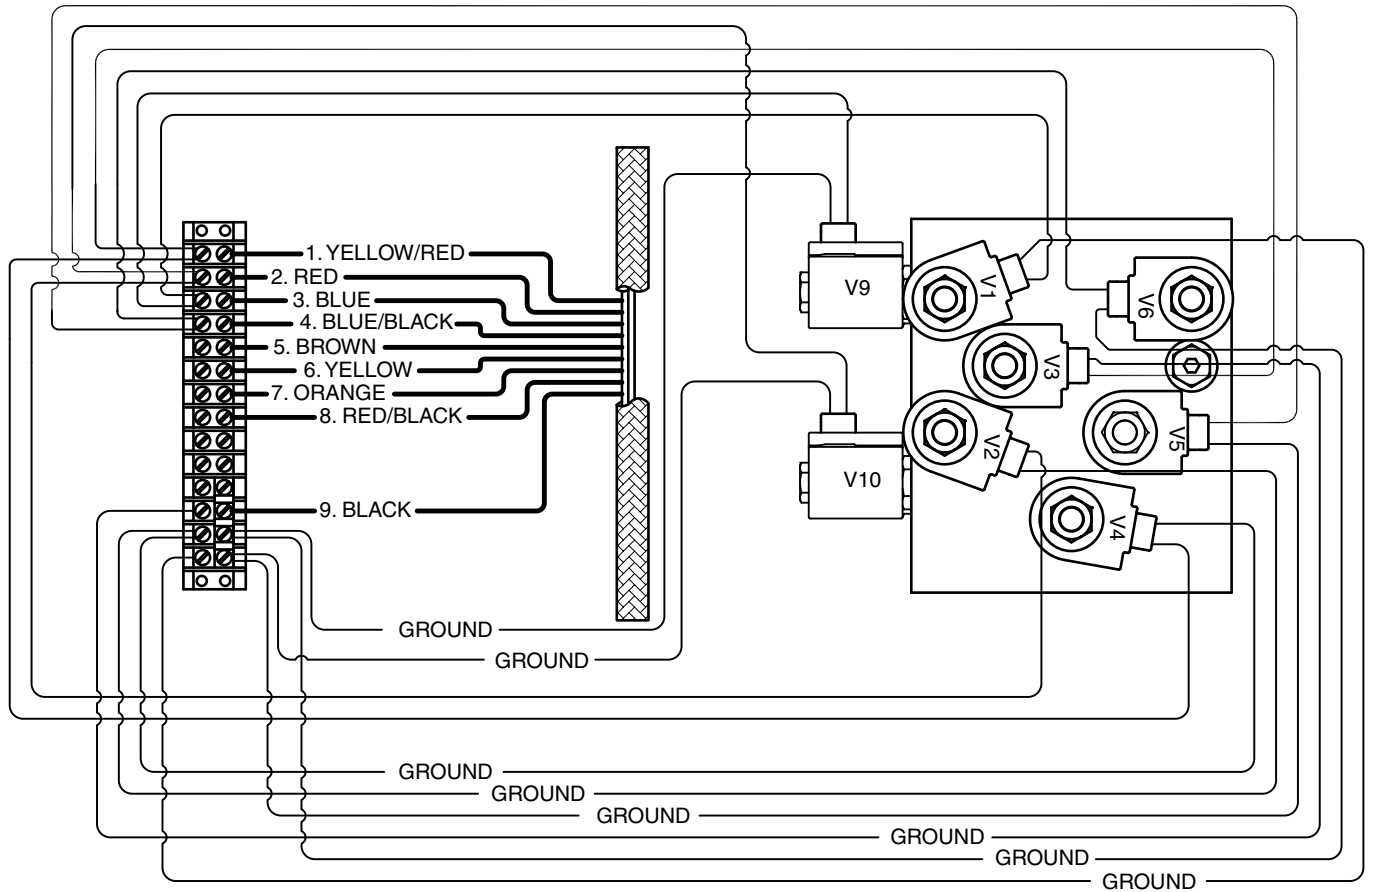 1. YELLOW/RED
2. RED
3. BLUE
4. BLUE/BLACK
5. BROWN
6. YELLOW
7. ORANGE
8. RED/BLACK
9. BLACK
V9
V1
V6
V3
V5
V2
V10
V4
GROUND
GROUND
GROUND
GROUND
GROUND
GROUND
GROUND
GROUND